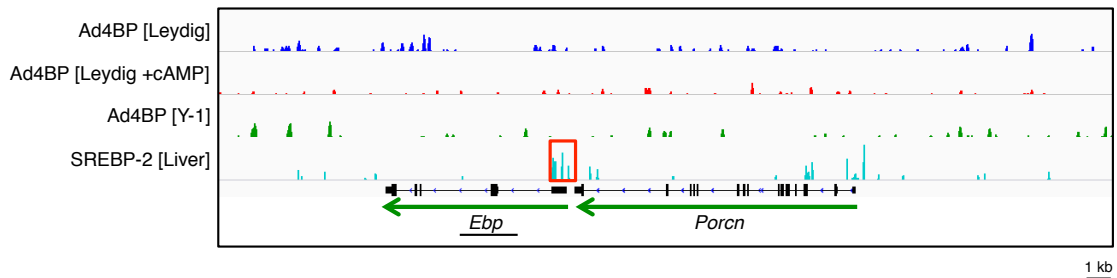 Ad4BP [Leydig]
Ad4BP [Leydig +cAMP]
Ad4BP [Y-1]
SREBP-2 [Liver]
Ebp Porcn
1 kb